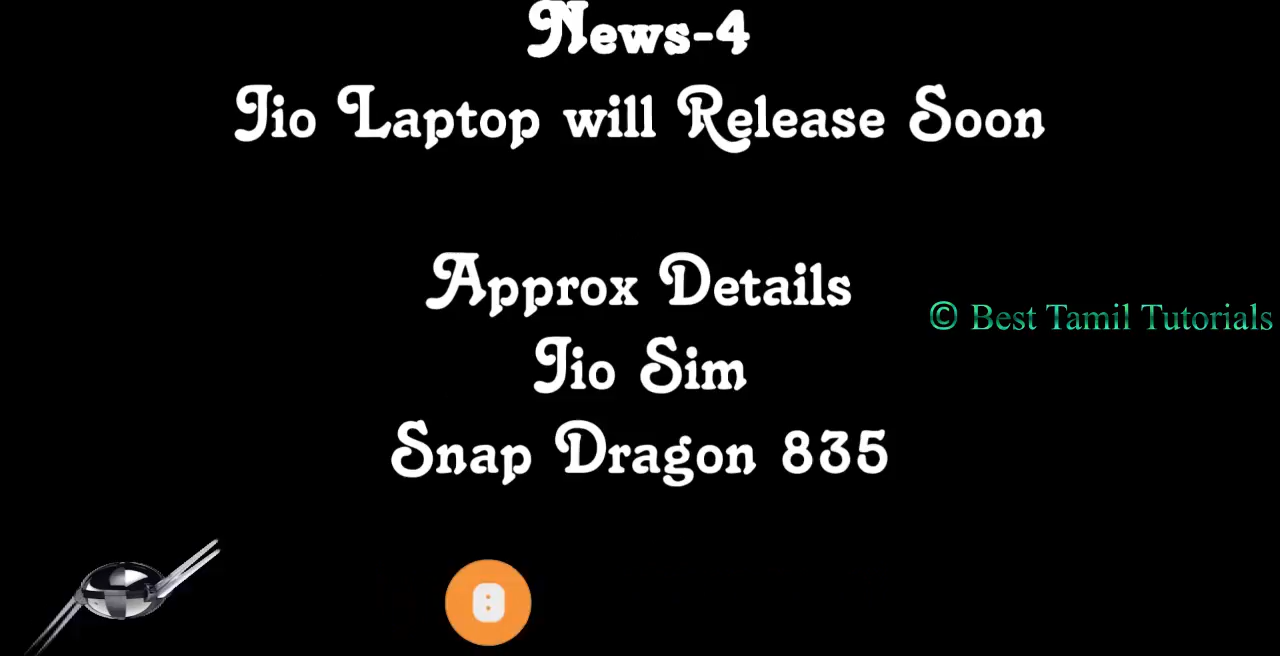 News-4
Jio Laptop will Release Soon
Approx Details
© Best Tamil Tutorials
Jio Sim
Snap Dragon 835